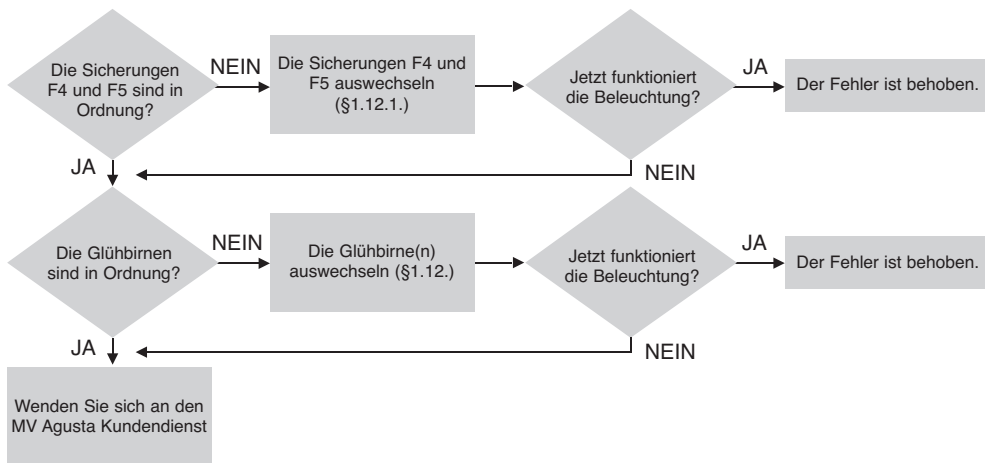 Die Sicherungen
F4 und F5 sind in
Ordnung?
NEIN
Die Sicherungen F4 und
F5 auswechseln
(§1.12.1.)
Jetzt funktioniert
die Beleuchtung?
JA
Der Fehler ist behoben.
JA
NEIN
Die Glühbirnen
sind in Ordnung?
NEIN
Die Glühbirne(n)
auswechseln (§1.12.)
Jetzt funktioniert
die Beleuchtung?
JA
Der Fehler ist behoben.
JA
NEIN
Wenden Sie sich an den
MV Agusta Kundendienst